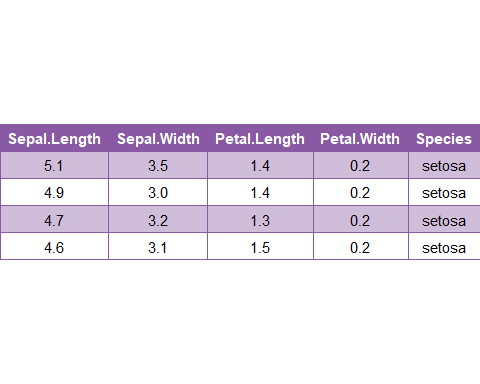 Sepal.Length Sepal.Width Petal.Length Petal.Width Species
5.1 3.5 1.4 0.2 setosa
4.9 3.0 1.4 0.2 setosa
4.7 3.2 1.3 0.2 setosa
4.6 3.1 1.5 0.2 setosa